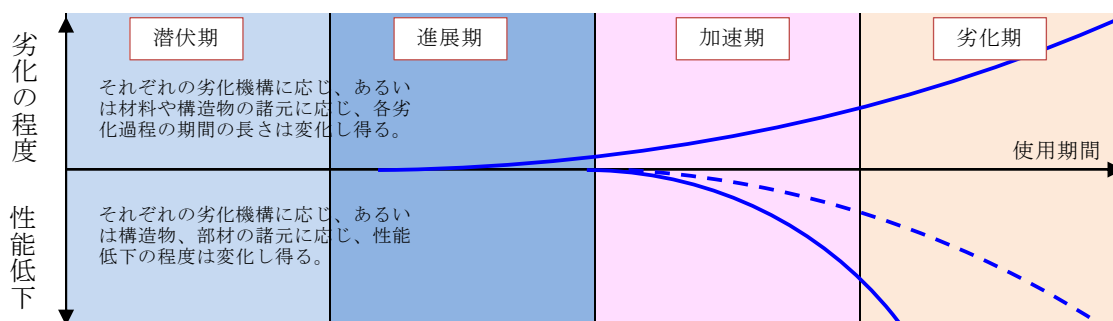 劣化の程度
潜伏期
進展期
加速期
劣化期
それぞれの劣化機構に応じ、あるい
は材料や構造物の諸元に応じ、各劣
化過程の期間の長さは変化し得る。
使用期間
性能低下
それぞれの劣化機構に応じ、あるい
は構造物、部材の諸元に応じ、性能
低下の程度は変化し得る。